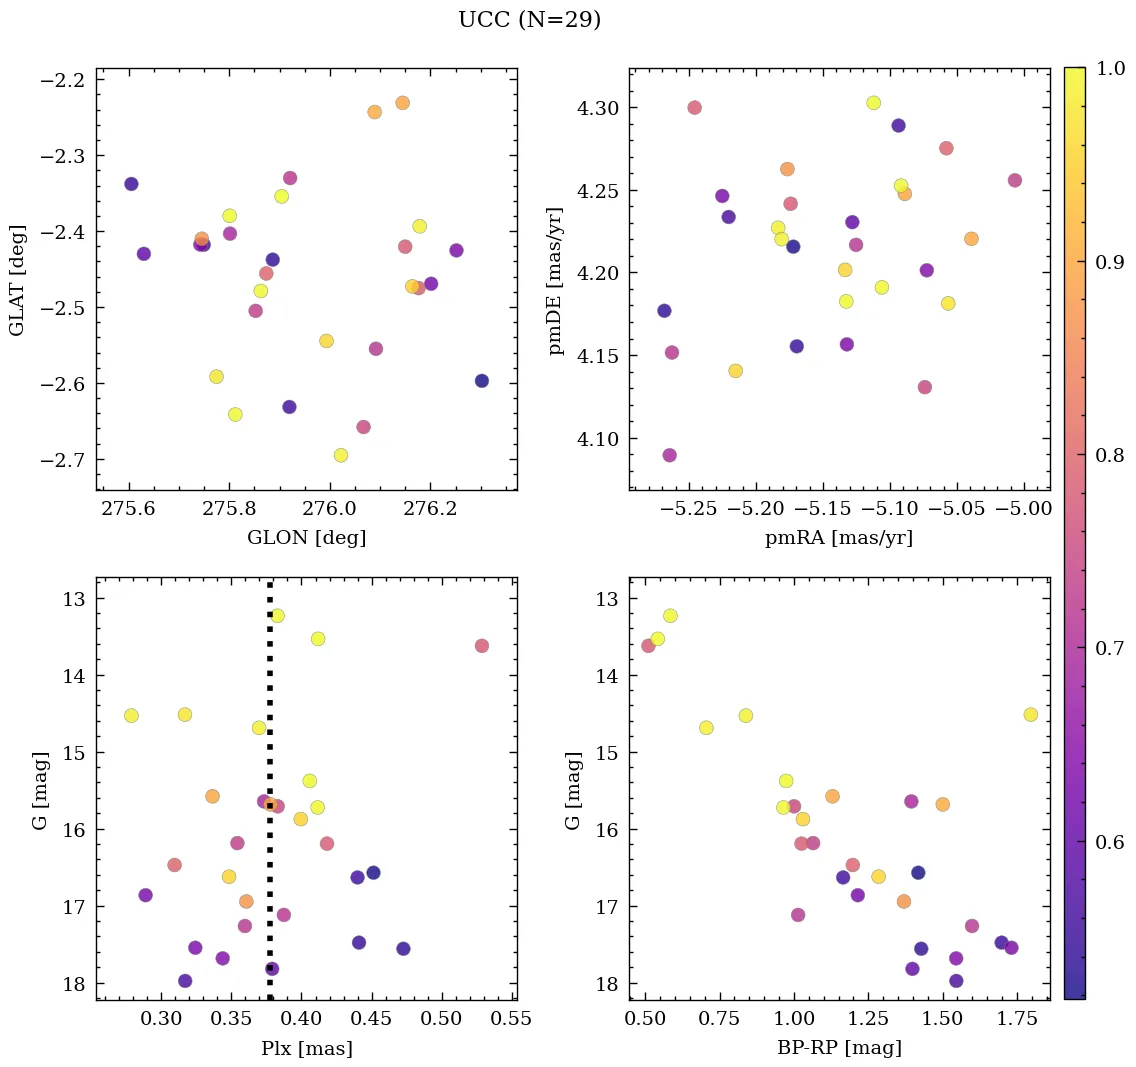 UCC (N=29)
−2.2
−2.3
−2.4
−2.5
−2.6
−2.7
GLAT [deg]
275.6 275.8 276.0 276.2
GLON [deg]
4.30
4.25
4.20
4.15
4.10
pmDE [mas/yr]
−5.25 −5.20 −5.15 −5.10 −5.05 −5.00
pmRA [mas/yr]
1.0
0.9
0.8
0.7
0.6
13
14
15
16
17
18
G [mag]
0.30 0.35 0.40 0.45 0.50 0.55
Plx [mas]
13
14
15
16
17
18
G [mag]
0.50 0.75 1.00 1.25 1.50 1.75
BP-RP [mag]